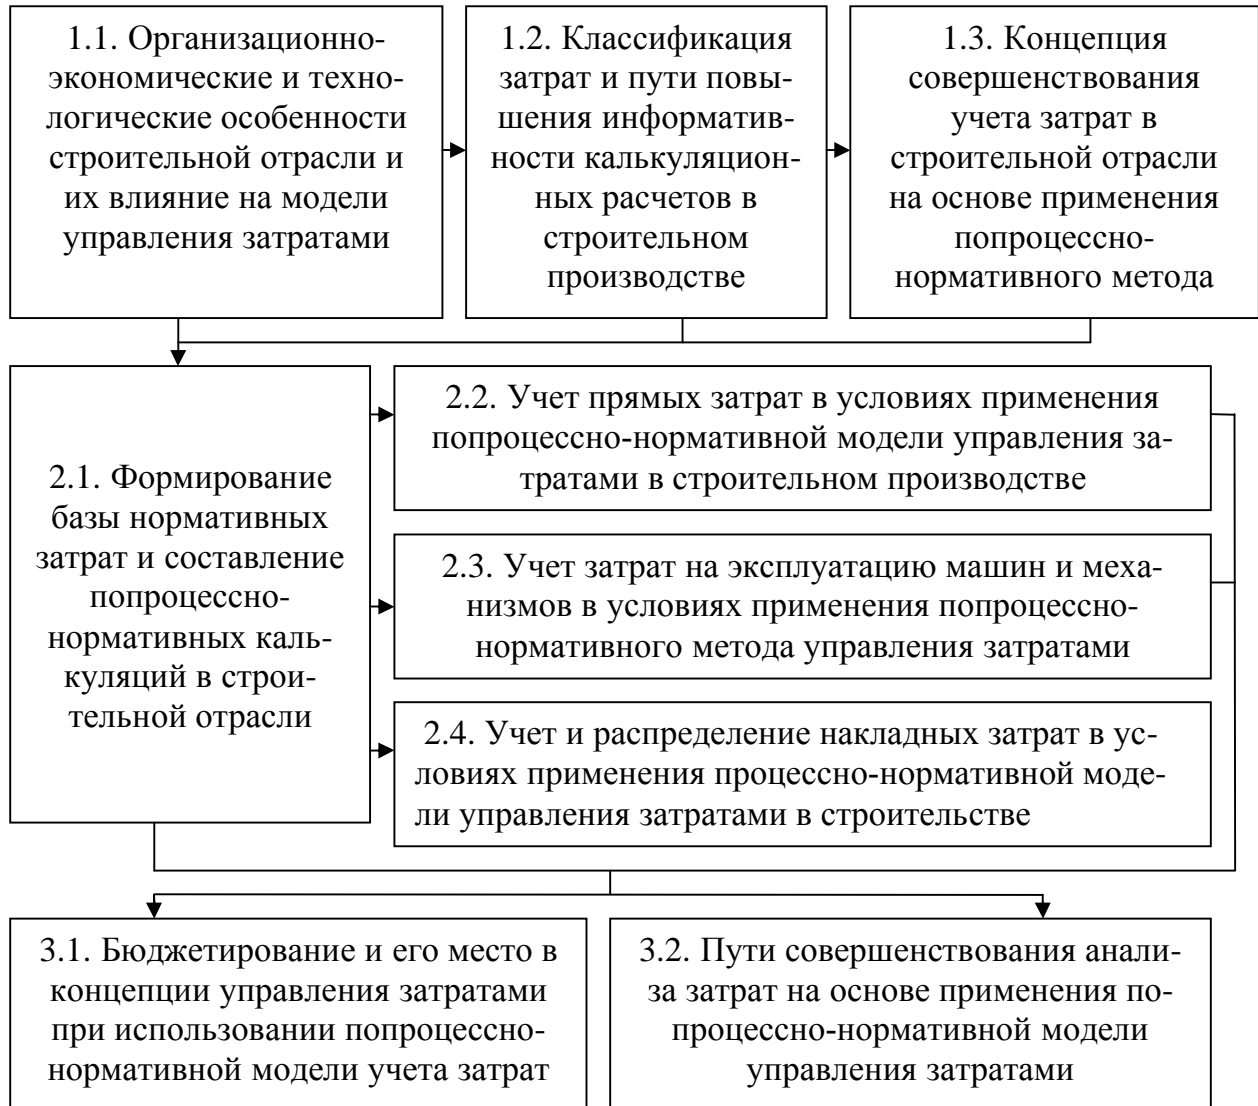 1.1. Организационно-
экономические и техно-
логические особенности
строительной отрасли и
их влияние на модели
управления затратами
1.2. Классификация
затрат и пути повы-
шения информатив-
ности калькуляцион-
ных расчетов в
строительном
производстве
1.3. Концепция
совершенствования
учета затрат в
строительной отрасли
на основе применения
попроцессно-
нормативного метода
2.1. Формирование
базы нормативных
затрат и составление
попроцессно-
нормативных каль-
куляций в строи-
тельной отрасли
2.2. Учет прямых затрат в условиях применения
попроцессно-нормативной модели управления за-
тратами в строительном производстве
2.3. Учет затрат на эксплуатацию машин и меха-
низмов в условиях применения попроцессно-
нормативного метода управления затратами
2.4. Учет и распределение накладных затрат в ус-
ловиях применения процессно-нормативной моде-
ли управления затратами в строительстве
3.1. Бюджетирование и его место в
концепции управления затратами
при использовании попроцессно-
нормативной модели учета затрат
3.2. Пути совершенствования анали-
за затрат на основе применения по-
процессно-нормативной модели
управления затратами